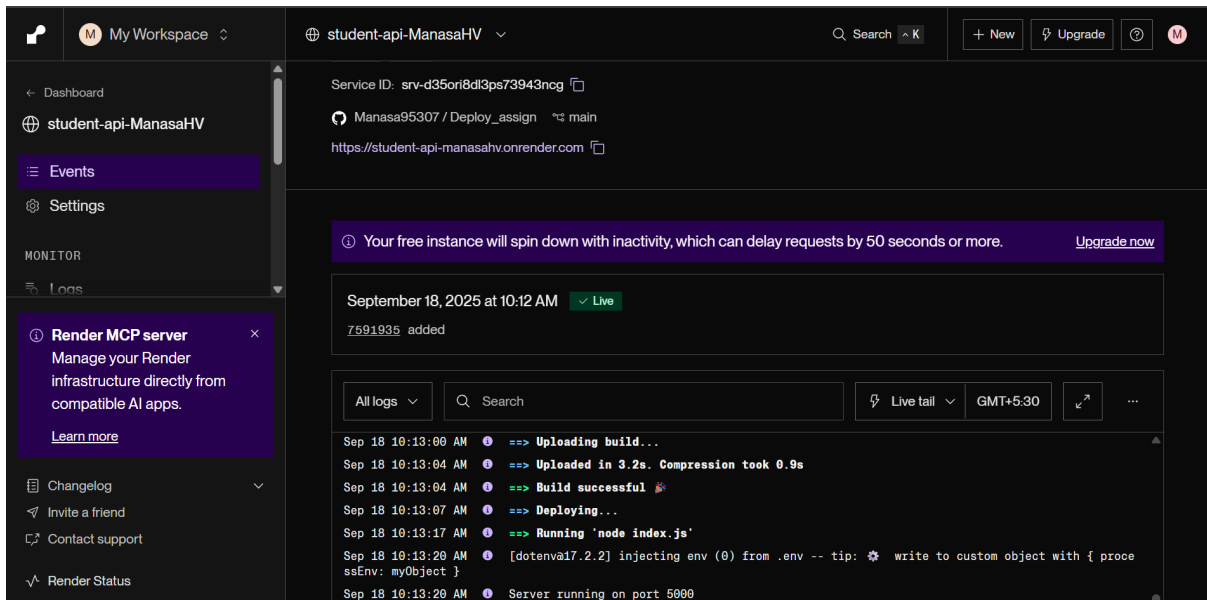 M My Workspace
student-api-ManasaHV
Search ^ K
+ New
Upgrade
M
← Dashboard
student-api-ManasaHV
Events
Settings
MONITOR
Logs
Render MCP server
Manage your Render
infrastructure directly from
compatible AI apps.
Learn more
Changelog
Invite a friend
Contact support
Render Status
Service ID: srv-d35ori8dl3ps73943ncg
Manasa95307 / Deploy_assign main
https://student-api-manasahv.onrender.com
Your free instance will spin down with inactivity, which can delay requests by 50 seconds or more. Upgrade now
September 18, 2025 at 10:12 AM ✓ Live
7591935 added
All logs
Search
Live tail
GMT+5:30
...
Sep 18 10:13:00 AM ==> Uploading build...
Sep 18 10:13:04 AM ==> Uploaded in 3.2s. Compression took 0.9s
Sep 18 10:13:04 AM ==> Build successful 🎉
Sep 18 10:13:07 AM ==> Deploying...
Sep 18 10:13:17 AM ==> Running 'node index.js'
Sep 18 10:13:20 AM [dotenv@17.2.2] injecting env (0) from .env -- tip: ⚙️ write to custom object with { proce
ssEnv: myObject }
Sep 18 10:13:20 AM Server running on port 5000